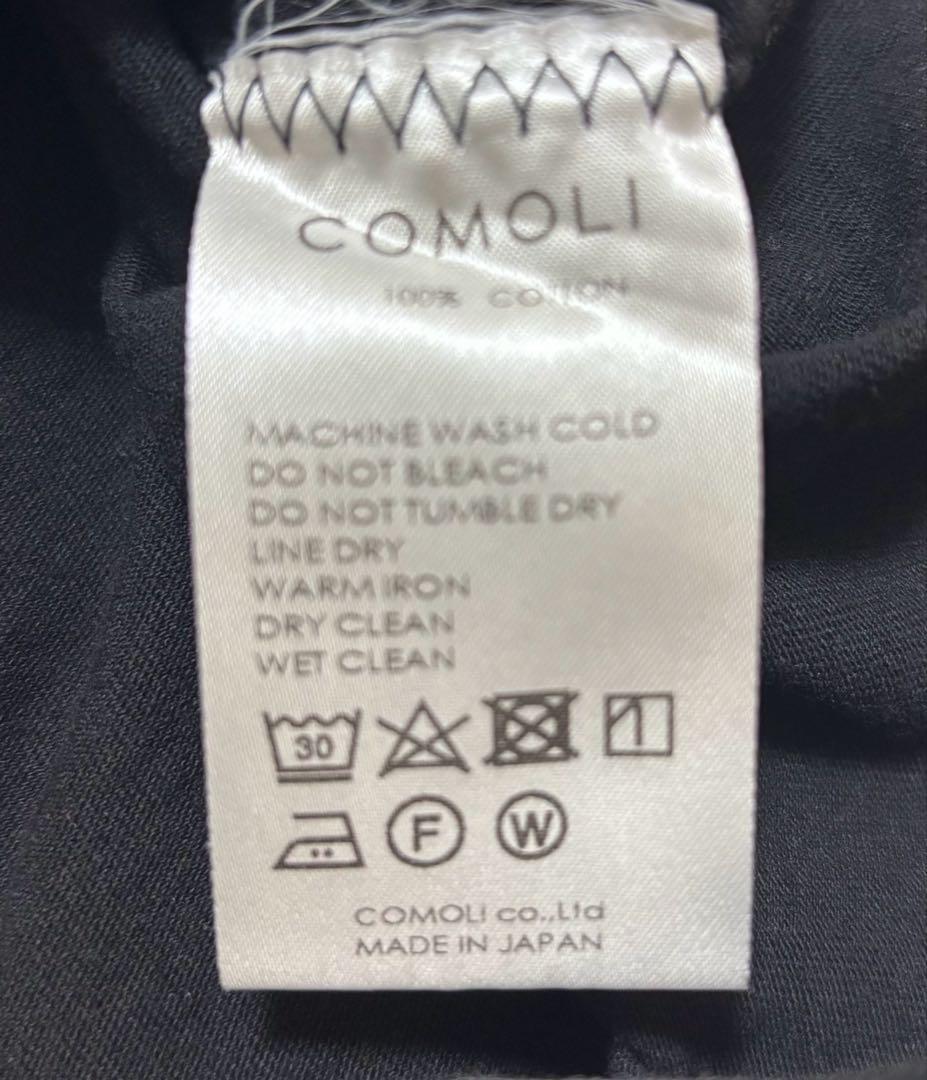 COMOLI
100% COTTON
MACHINE WASH COLD
DO NOT BLEACH
DO NOT TUMBLE DRY
LINE DRY
WARM IRON
DRY CLEAN
WET CLEAN
30
F W
COMOLI co.,Ltd
MADE IN JAPAN